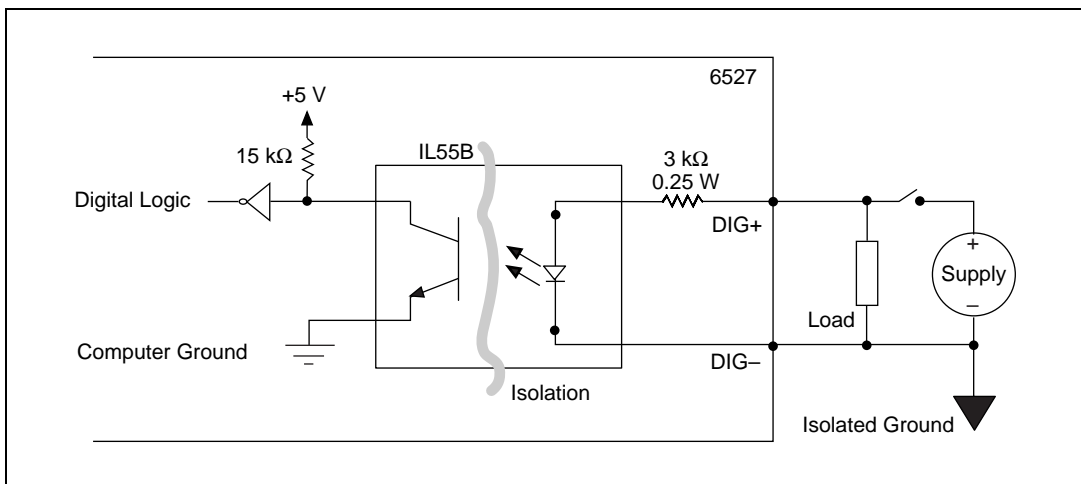 6527
+5 V
15 kΩ
IL55B
3 kΩ
0.25 W
Digital Logic
DIG+
+
Supply
–
Load
Computer Ground
DIG–
Isolation
Isolated Ground